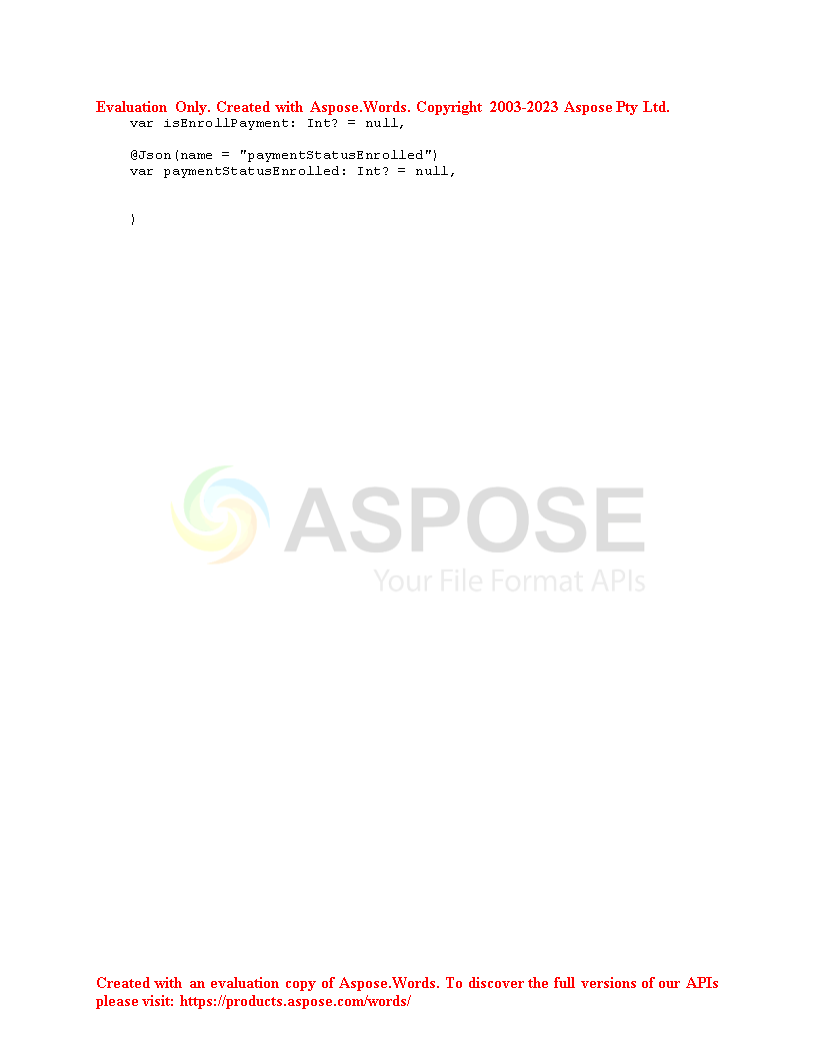 Evaluation Only. Created with Aspose.Words. Copyright 2003-2023 Aspose Pty Ltd.
var isEnrollPayment: Int? = null,
@Json(name = "paymentStatusEnrolled")
var paymentStatusEnrolled: Int? = null,
)
ASPOSE
Your File Format APIs
Created with an evaluation copy of Aspose.Words. To discover the full versions of our APIs
please visit: https://products.aspose.com/words/